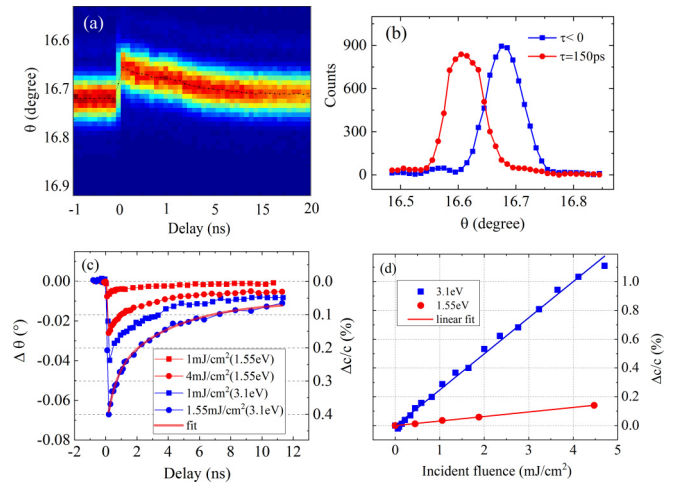 (a)
16.6
16.7
16.8
16.9
θ (degree)
-1 0 1 5 15 20
Delay (ns)
(b)
τ< 0
τ=150ps
900
600
300
0
Counts
16.5 16.6 16.7 16.8
θ (degree)
(c)
0.00
-0.02
-0.04
-0.06
-0.08
Δ θ (°)
0.0
0.1
0.2
0.3
0.4
Δc/c (%)
1mJ/cm²(1.55eV)
4mJ/cm²(1.55eV)
1mJ/cm²(3.1eV)
1.55mJ/cm²(3.1eV)
fit
0 2 4 6 8 10 12
Delay (ns)
(d)
3.1eV
1.55eV
linear fit
1.0
0.8
0.6
0.4
0.2
0.0
Δc/c (%)
0 1 2 3 4 5
Incident fluence (mJ/cm²)